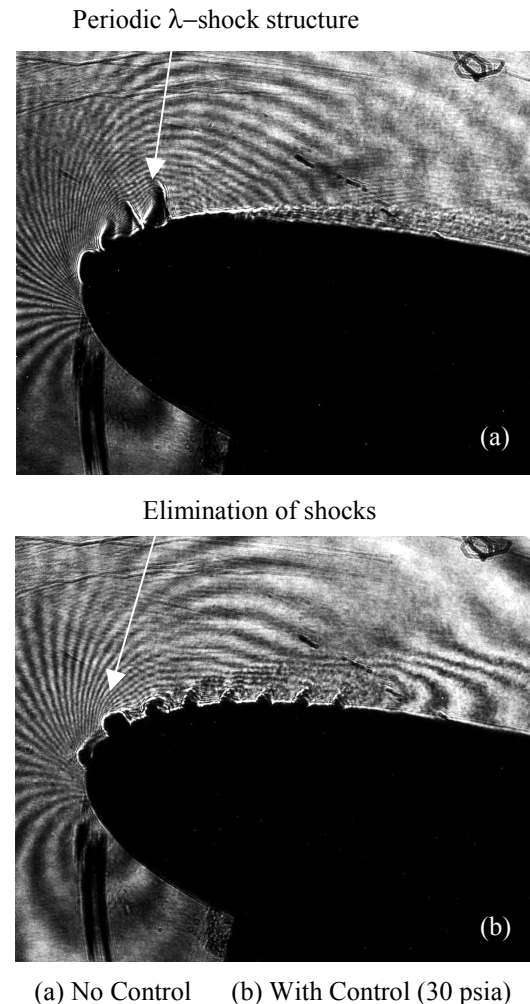 Periodic λ–shock structure
(a)
Elimination of shocks
(b)
(a) No Control (b) With Control (30 psia)